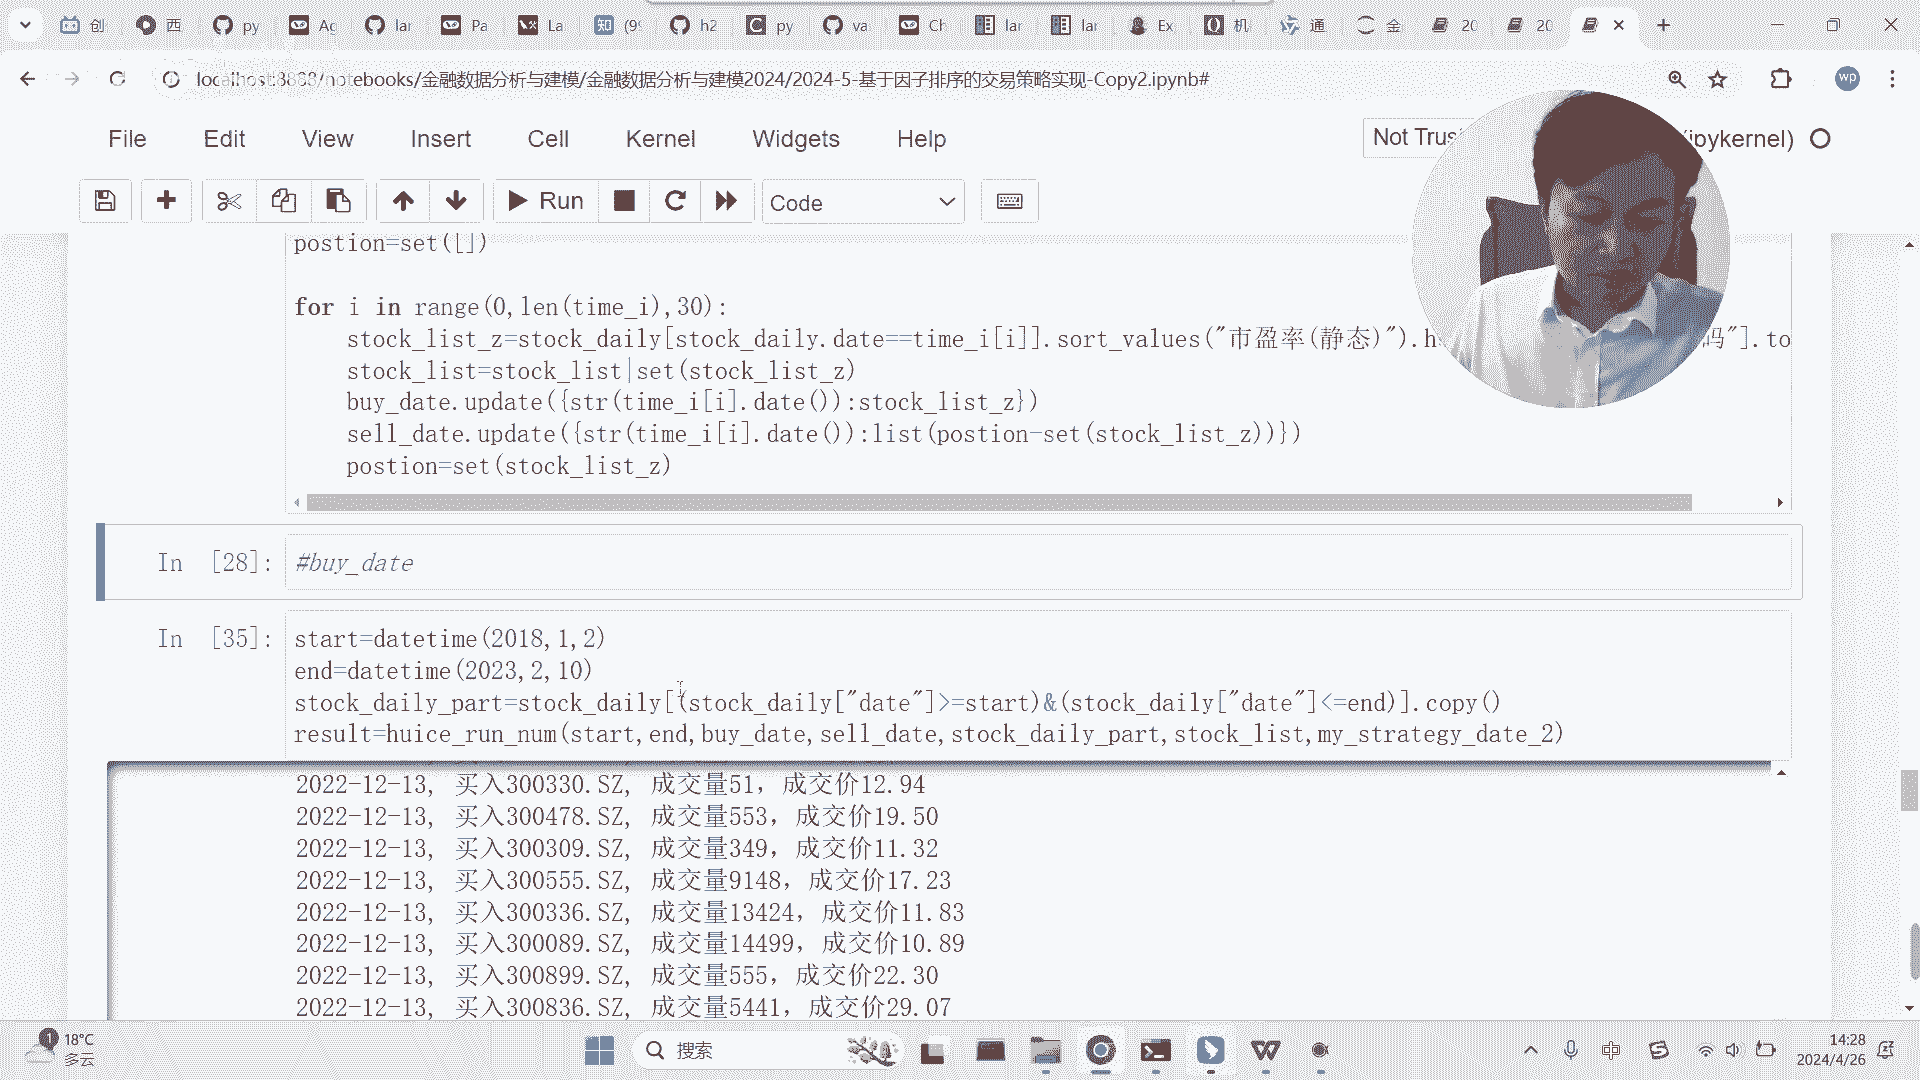 创
西
py
Ag
lar
Pa
La
知 (9
h2
py
va
Ch
lar
lar
Ex
机
通
金
20
20
localhost:8888/notebooks/金融数据分析与建模/金融数据分析与建模2024/2024-5-基于因子排序的交易策略实现-Copy2.ipynb#
wp
File Edit View Insert Cell Kernel Widgets Help
Not Trus
(ipykernel)
Run
Code
postion=set([])
for i in range(0,len(time_i),30):
stock_list_z=stock_daily[stock_daily.date==time_i[i]].sort_values("市盈率(静态)").h
码"].to
stock_list=stock_list|set(stock_list_z)
buy_date.update({str(time_i[i].date()):stock_list_z})
sell_date.update({str(time_i[i].date()):list(postion-set(stock_list_z))})
postion=set(stock_list_z)
In [28]: #buy_date
In [35]: start=datetime(2018,1,2)
end=datetime(2023,2,10)
stock_daily_part=stock_daily[(stock_daily["date"]>=start)&(stock_daily["date"]<=end)].copy()
result=huice_run_num(start,end,buy_date,sell_date,stock_daily_part,stock_list,my_strategy_date_2)
2022-12-13, 买入300330.SZ, 成交量51，成交价12.94
2022-12-13, 买入300478.SZ, 成交量553，成交价19.50
2022-12-13, 买入300309.SZ, 成交量349，成交价11.32
2022-12-13, 买入300555.SZ, 成交量9148，成交价17.23
2022-12-13, 买入300336.SZ, 成交量13424，成交价11.83
2022-12-13, 买入300089.SZ, 成交量14499，成交价10.89
2022-12-13, 买入300899.SZ, 成交量555，成交价22.30
2022-12-13, 买入300836.SZ, 成交量5441，成交价29.07
1
18°C
多云
搜索
中
14:28
2024/4/26